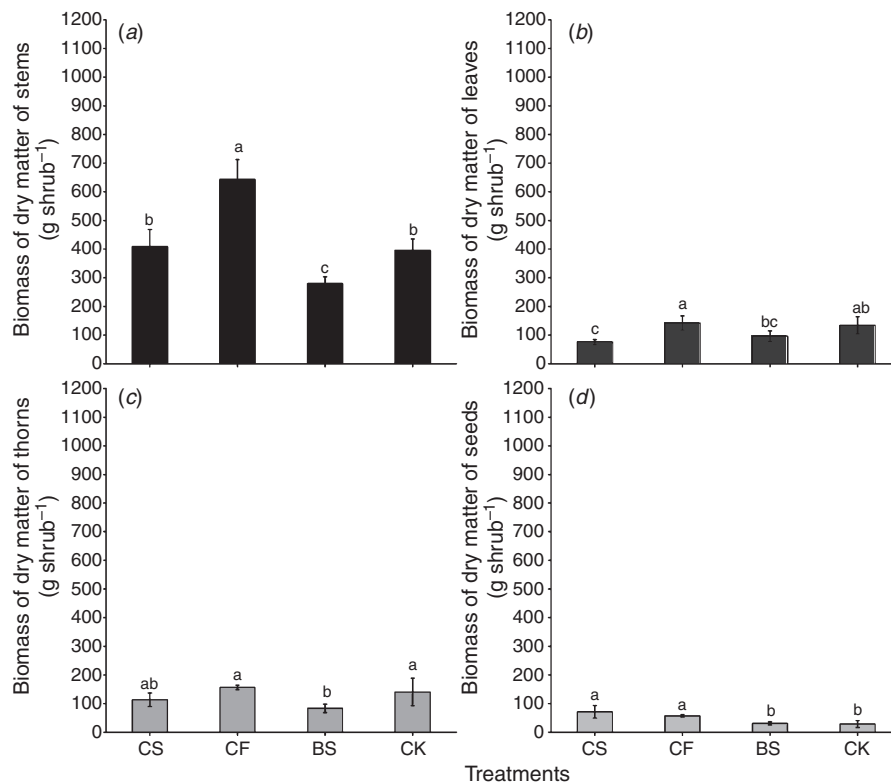 (a)
Biomass of dry matter of stems
(g shrub⁻¹)
1200
1100
1000
900
800
700
600
500
400
300
200
100
0
b
a
c
b
(b)
Biomass of dry matter of leaves
(g shrub⁻¹)
1200
1100
1000
900
800
700
600
500
400
300
200
100
0
c
a
bc
ab
(c)
Biomass of dry matter of thorns
(g shrub⁻¹)
1200
1100
1000
900
800
700
600
500
400
300
200
100
0
ab
a
b
a
CS CF BS CK
(d)
Biomass of dry matter of seeds
(g shrub⁻¹)
1200
1100
1000
900
800
700
600
500
400
300
200
100
0
a
a
b
b
CS CF BS CK
Treatments